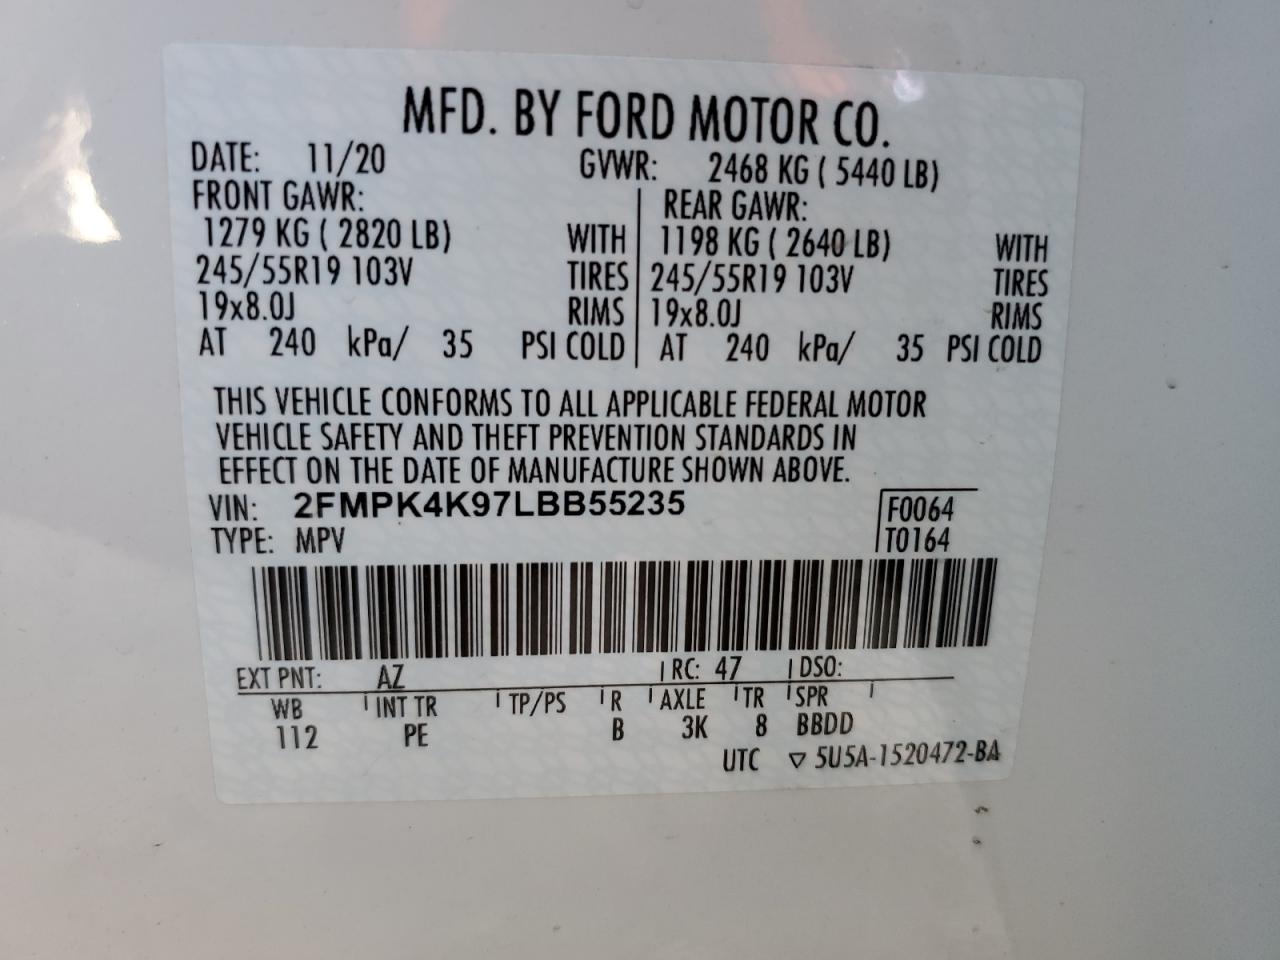 MFD. BY FORD MOTOR CO.
DATE: 11/20 GVWR: 2468 KG ( 5440 LB)
FRONT GAWR: REAR GAWR:
1279 KG ( 2820 LB) WITH 1198 KG ( 2640 LB) WITH
245/55R19 103V TIRES 245/55R19 103V TIRES
19x8.0J RIMS 19x8.0J RIMS
AT 240 kPa/ 35 PSI COLD AT 240 kPa/ 35 PSI COLD
THIS VEHICLE CONFORMS TO ALL APPLICABLE FEDERAL MOTOR
VEHICLE SAFETY AND THEFT PREVENTION STANDARDS IN
EFFECT ON THE DATE OF MANUFACTURE SHOWN ABOVE.
VIN: 2FMPK4K97LBB55235 F0064
TYPE: MPV T0164
EXT PNT: AZ RC: 47 DSO:
WB INT TR TP/PS R AXLE TR SPR
112 PE B 3K 8 BBDD
UTC ▽ 5U5A-1520472-BA